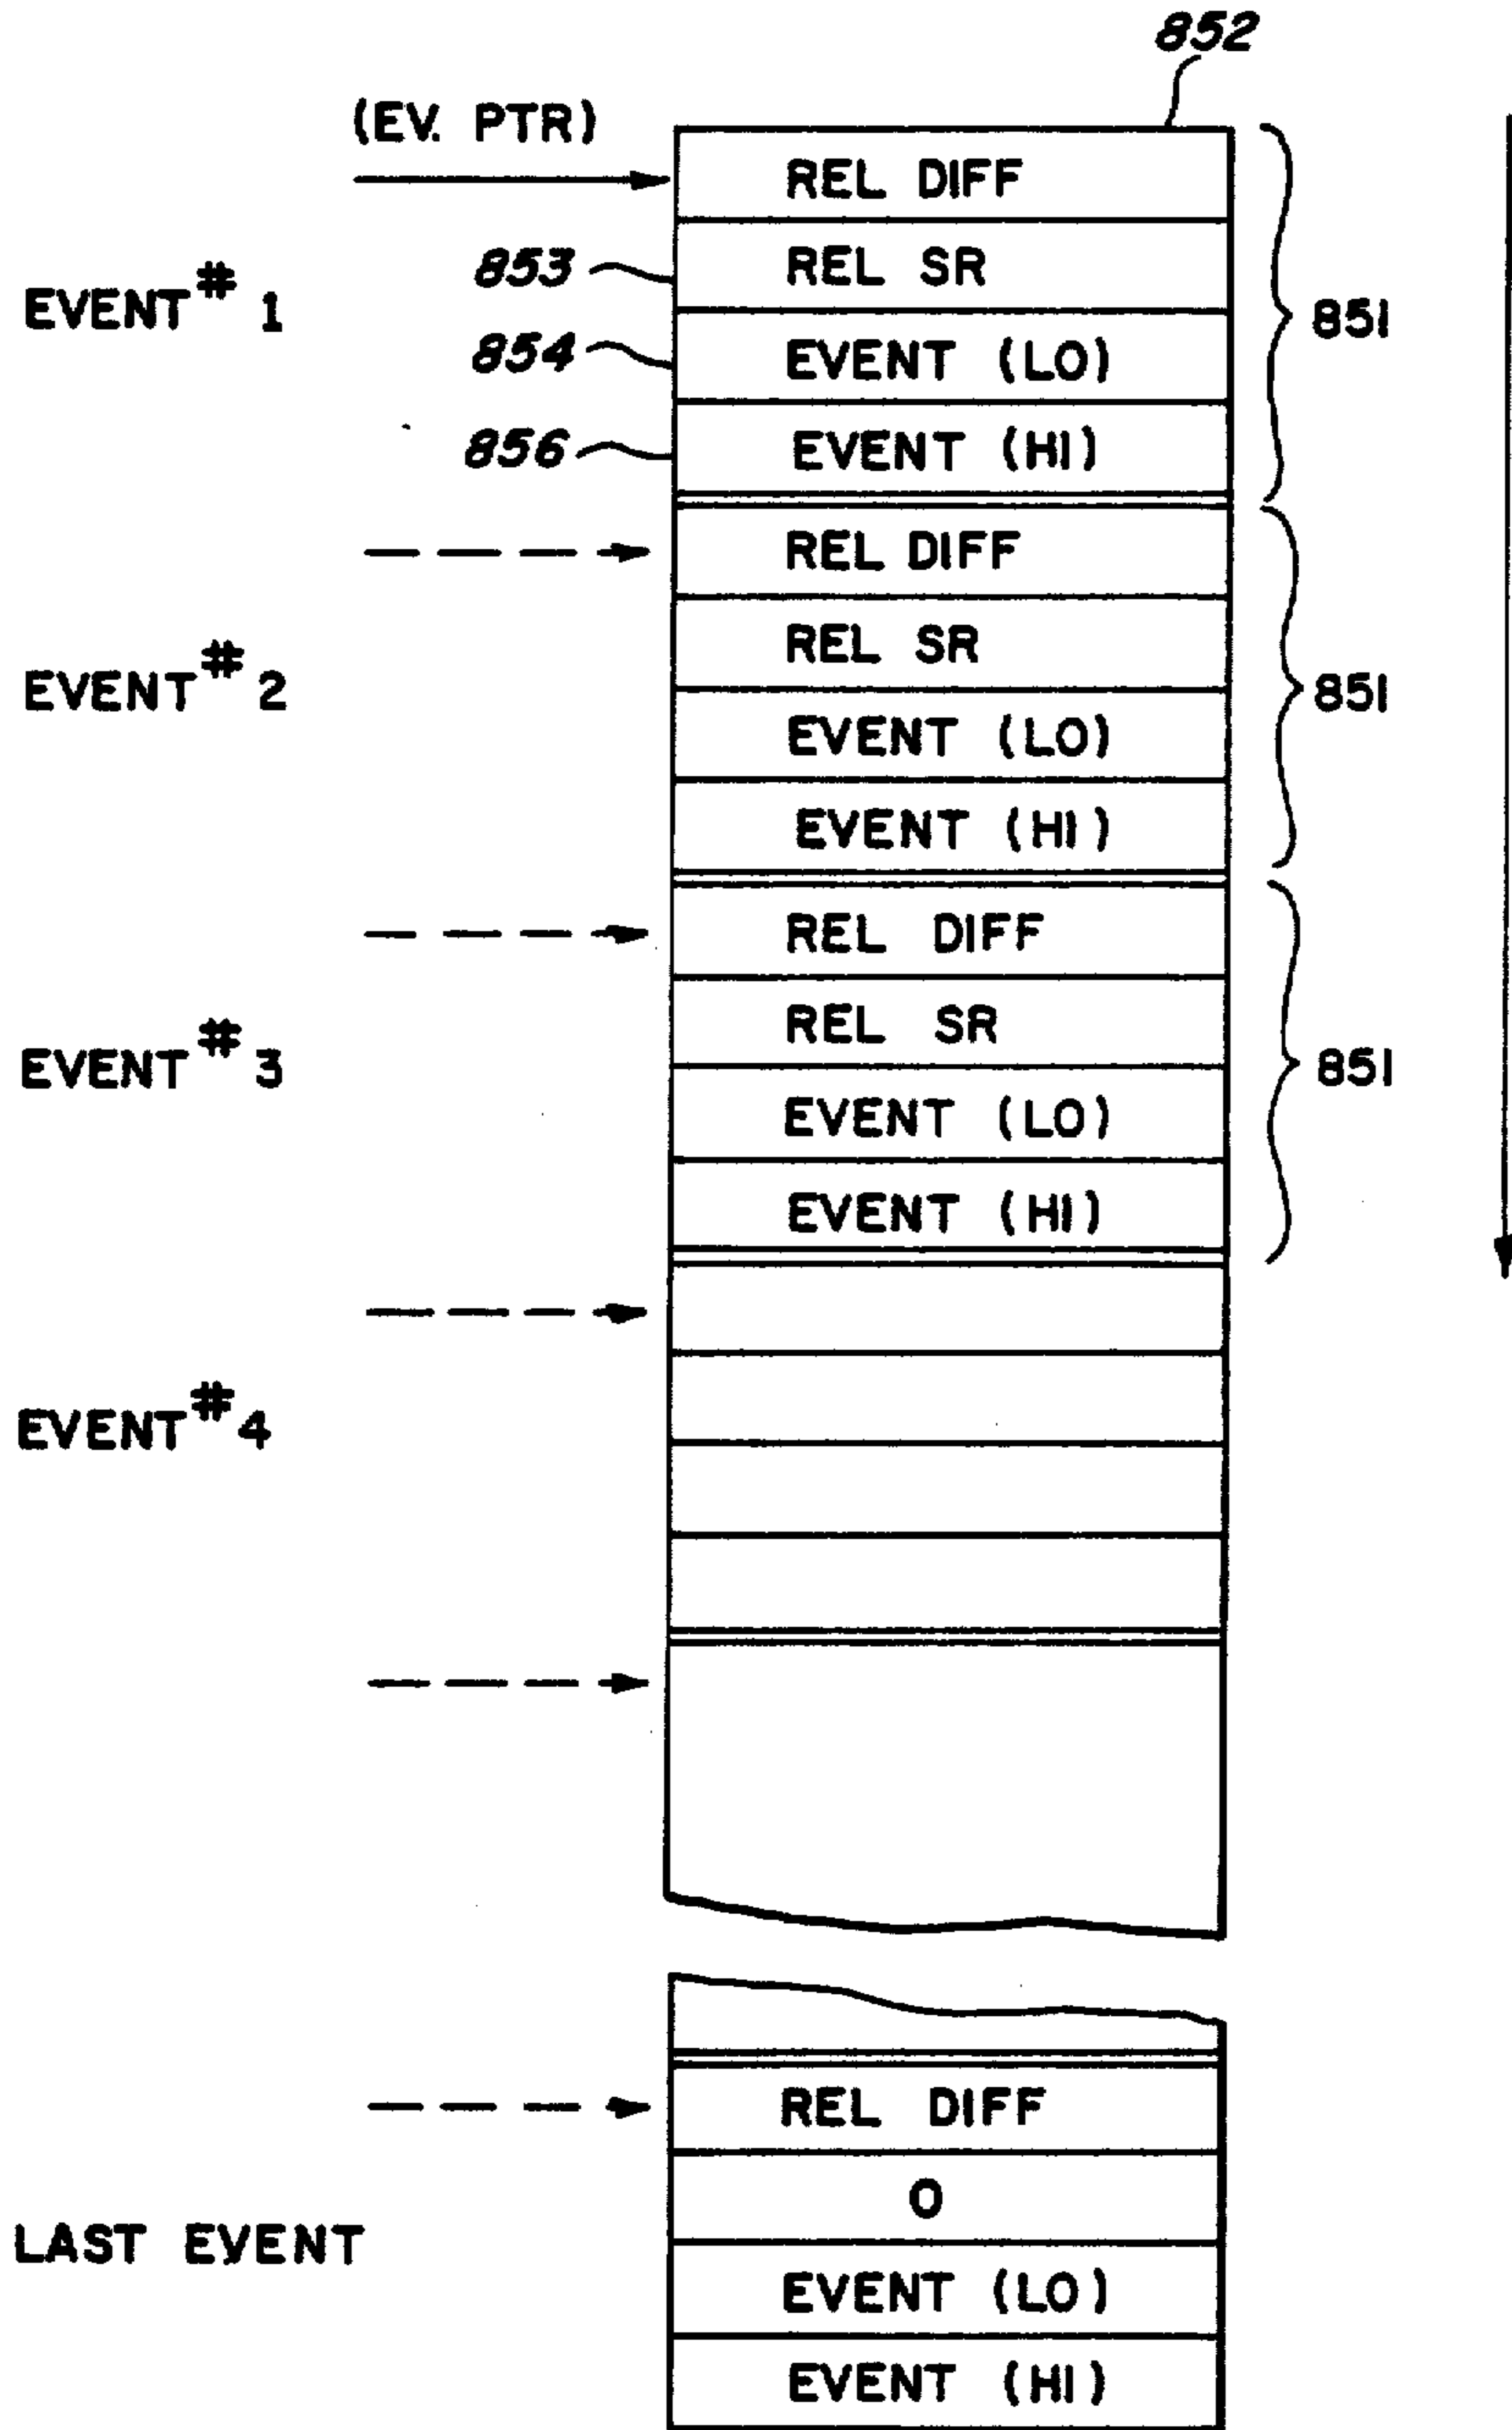 852
(EV. PTR)
REL DIFF
853
REL SR
EVENT # 1
851
854
EVENT (LO)
856
EVENT (HI)
REL DIFF
REL SR
EVENT # 2
851
EVENT (LO)
EVENT (HI)
REL DIFF
REL SR
EVENT # 3
851
EVENT (LO)
EVENT (HI)
EVENT # 4
REL DIFF
0
LAST EVENT
EVENT (LO)
EVENT (HI)